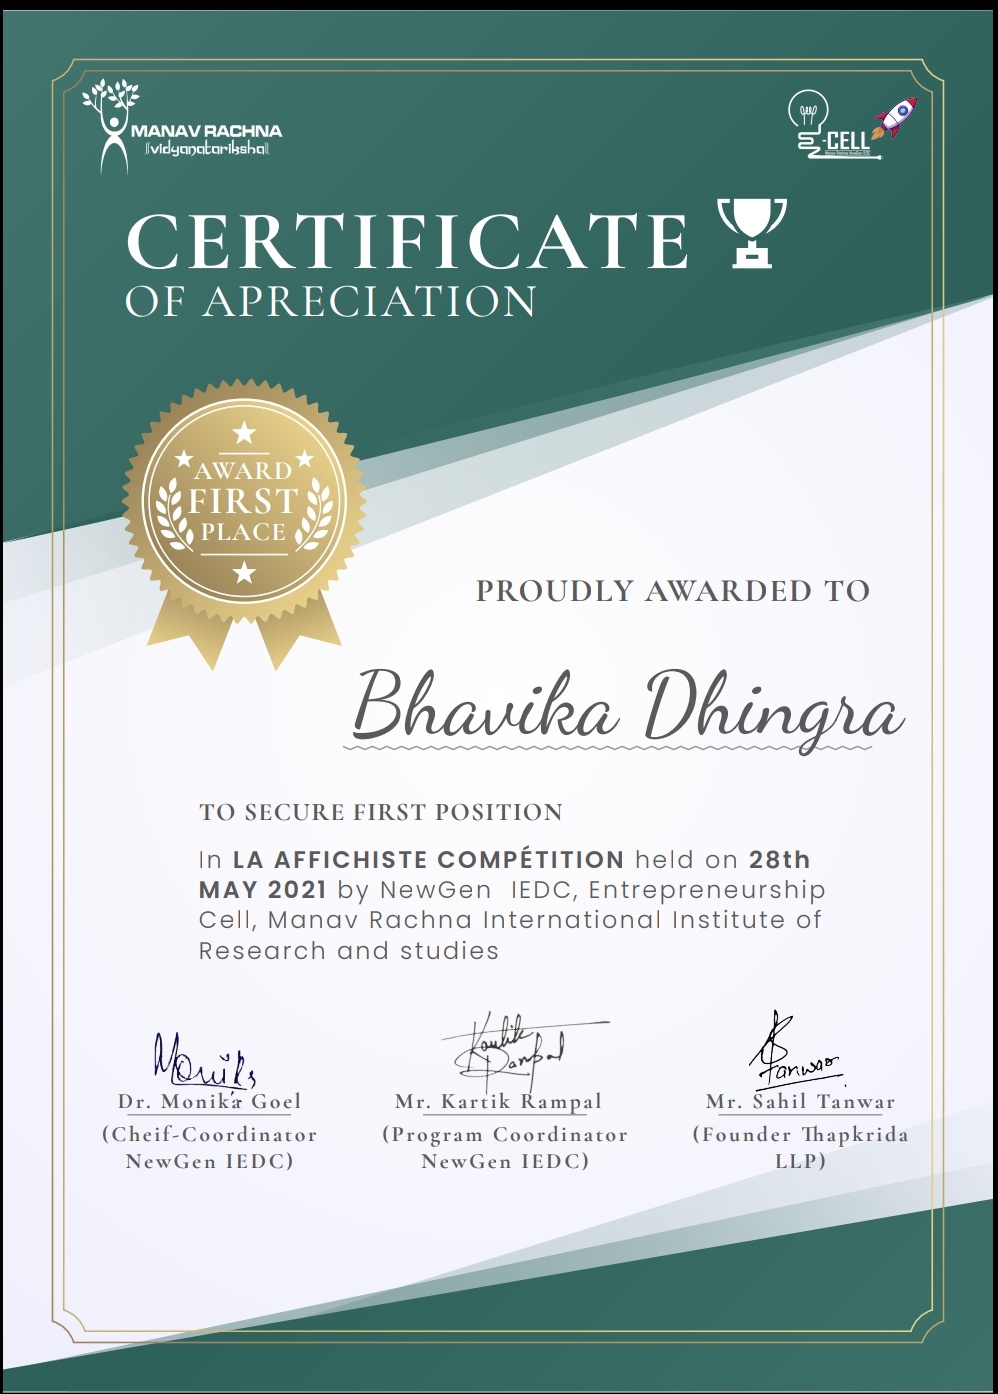 MANAV RACHNA
vidyanatariksha
-CELL
CERTIFICATE
OF APRECIATION
AWARD
FIRST
PLACE
PROUDLY AWARDED TO
Bhavika Dhingra
TO SECURE FIRST POSITION
In LA AFFICHISTE COMPÉTITION held on 28th
MAY 2021 by NewGen IEDC, Entrepreneurship
Cell, Manav Rachna International Institute of
Research and studies
Monika
Kartik
Rampal
Tanwar
Dr. Monika Goel
Mr. Kartik Rampal
Mr. Sahil Tanwar
(Cheif-Coordinator
NewGen IEDC)
(Program Coordinator
NewGen IEDC)
(Founder Thapkrida
LLP)